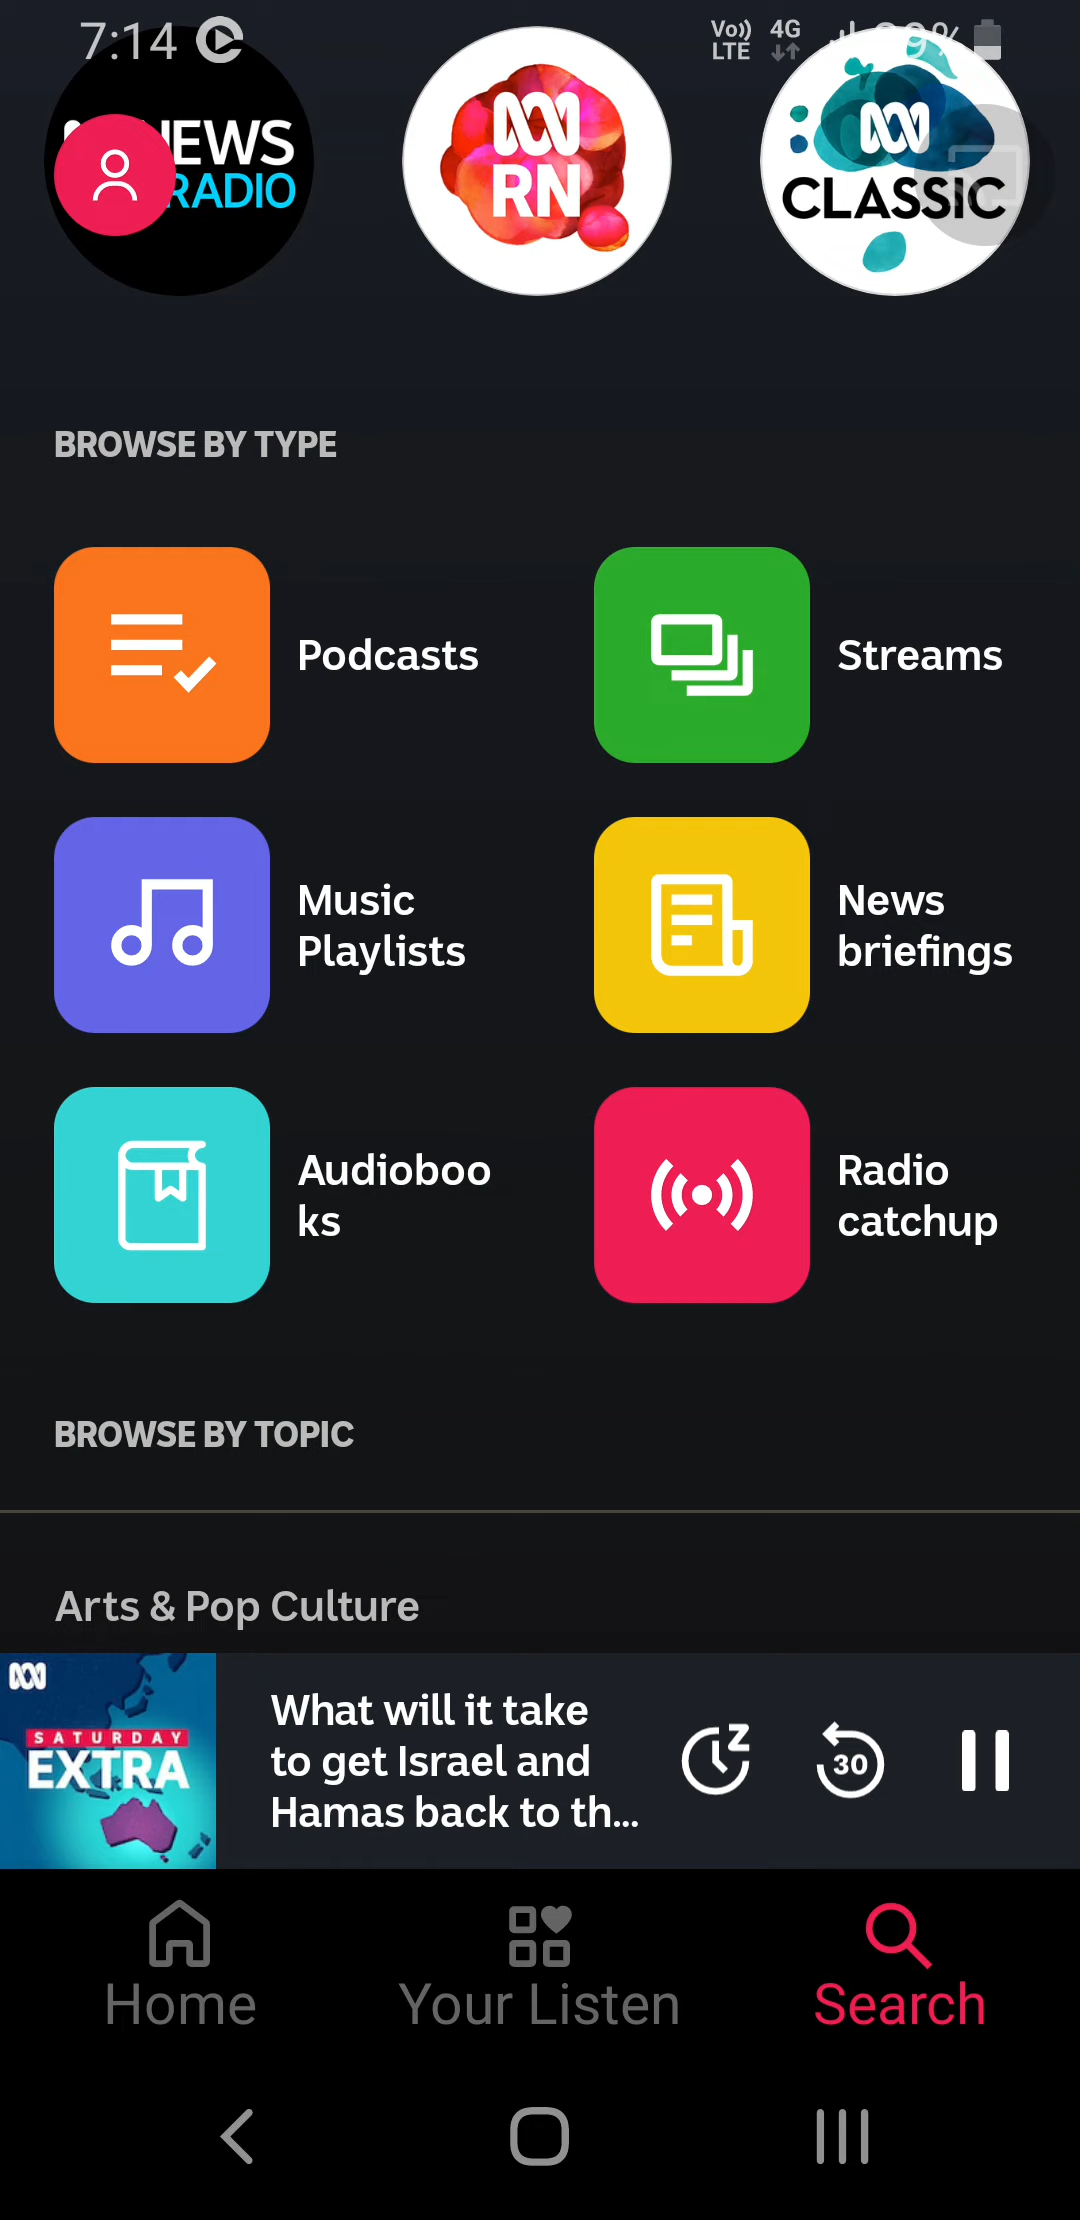 7:14
Vo)) LTE 4G
NEWS
RADIO
RN
CLASSIC
BROWSE BY TYPE
Podcasts
Streams
Music
Playlists
News
briefings
Audioboo
ks
Radio
catchup
BROWSE BY TOPIC
Arts & Pop Culture
SATURDAY
EXTRA
What will it take
to get Israel and
Hamas back to th...
Z
30
Home
Your Listen
Search